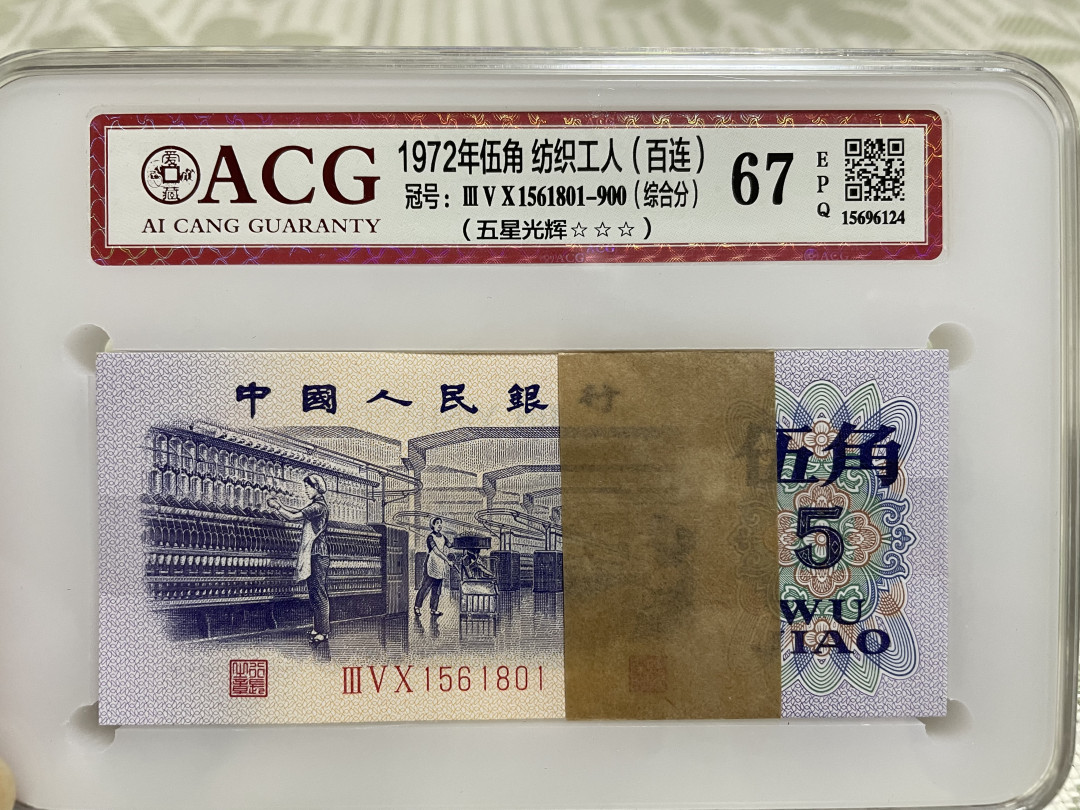 ACG
AI CANG GUARANTY
爱
藏
1972年伍角 纺织工人（百连）
冠号：ⅢⅤⅩ1561801-900（综合分）
（五星光辉☆☆☆）
67
EPQ
15696124
中國人民銀行
伍角
5
WU
JIAO
ⅢⅤⅩ1561801